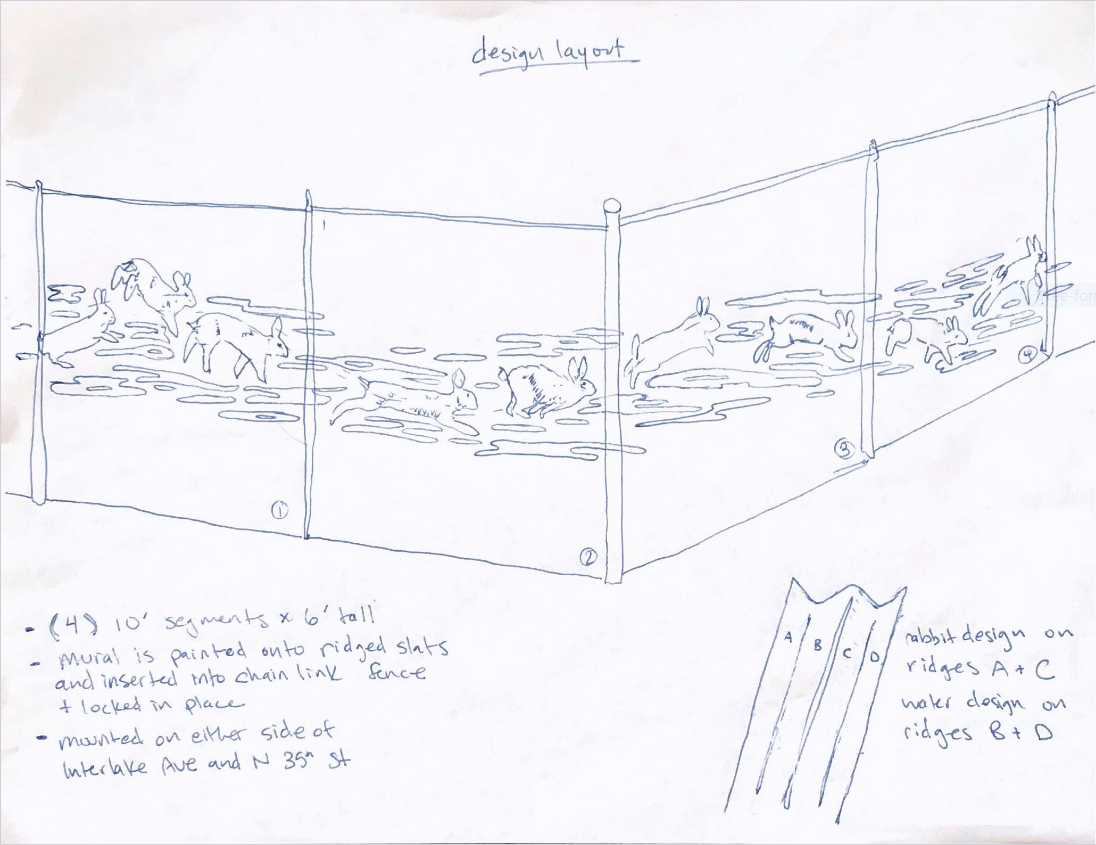 design layout
①
②
③
④
- (4) 10' segments x 6' tall
- mural is painted onto ridged slats
and inserted into chain link fence
+ locked in place
- mounted on either side of
Interlake Ave and N 35th St
A
B
C
D
rabbit design on
ridges A + C
water design on
ridges B + D